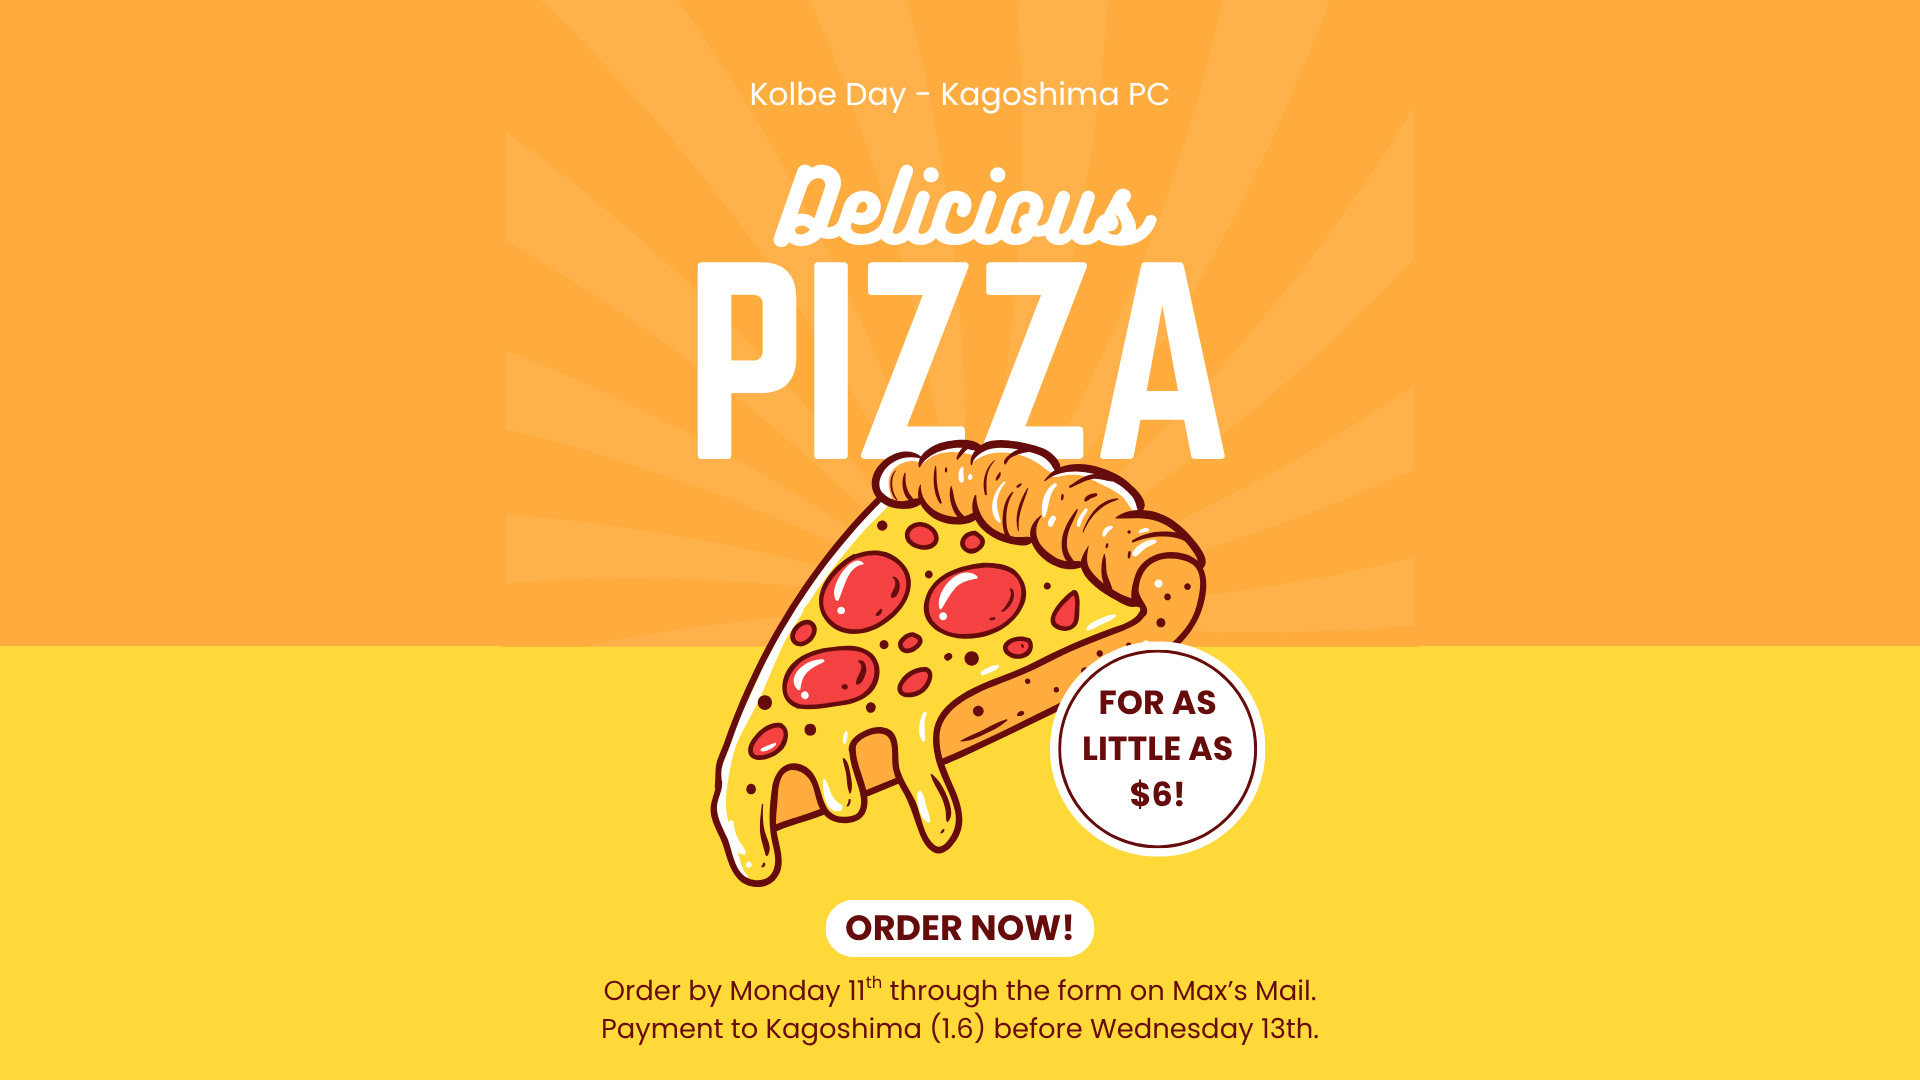 Kolbe Day - Kagoshima PC
Delicious
PIZZA
FOR AS
LITTLE AS
$6!
ORDER NOW!
Order by Monday 11th through the form on Max’s Mail.
Payment to Kagoshima (1.6) before Wednesday 13th.